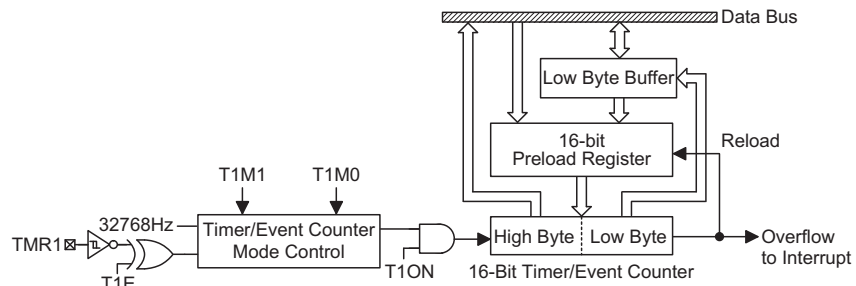 Data Bus
Low Byte Buffer
16-bit
Preload Register
Reload
T1M1
T1M0
32768Hz
Timer/Event Counter
Mode Control
TMR1
T1ON
High Byte
Low Byte
Overflow
to Interrupt
16-Bit Timer/Event Counter